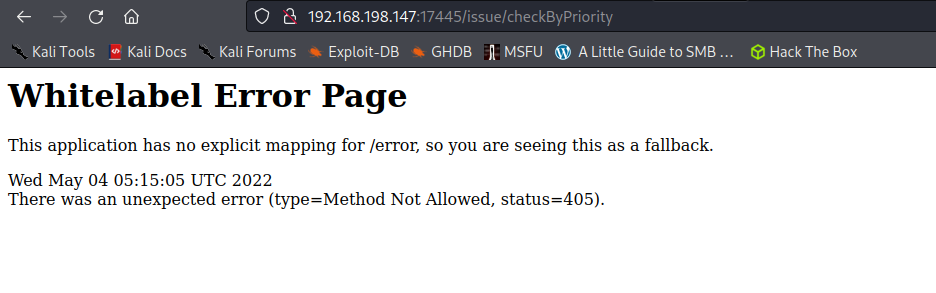 192.168.198.147:17445/issue/checkByPriority
Kali Tools Kali Docs Kali Forums Exploit-DB GHDB MSFU A Little Guide to SMB ... Hack The Box
Whitelabel Error Page
This application has no explicit mapping for /error, so you are seeing this as a fallback.
Wed May 04 05:15:05 UTC 2022
There was an unexpected error (type=Method Not Allowed, status=405).